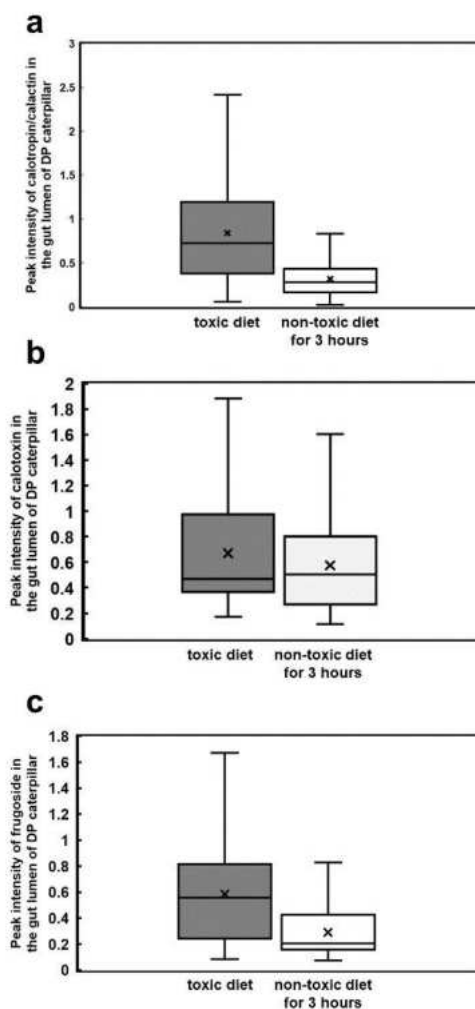 a
Peak intensity of calotropin/calactin in
the gut lumen of DP caterpillar
3
2.5
2
1.5
1
0.5
0
toxic diet
non-toxic diet
for 3 hours
b
Peak intensity of calotoxin in
the gut lumen of DP caterpillar
2
1.8
1.6
1.4
1.2
1
0.8
0.6
0.4
0.2
0
toxic diet
non-toxic diet
for 3 hours
c
Peak intensity of frugoside in
the gut lumen of DP caterpillar
1.8
1.6
1.4
1.2
1
0.8
0.6
0.4
0.2
0
toxic diet
non-toxic diet
for 3 hours